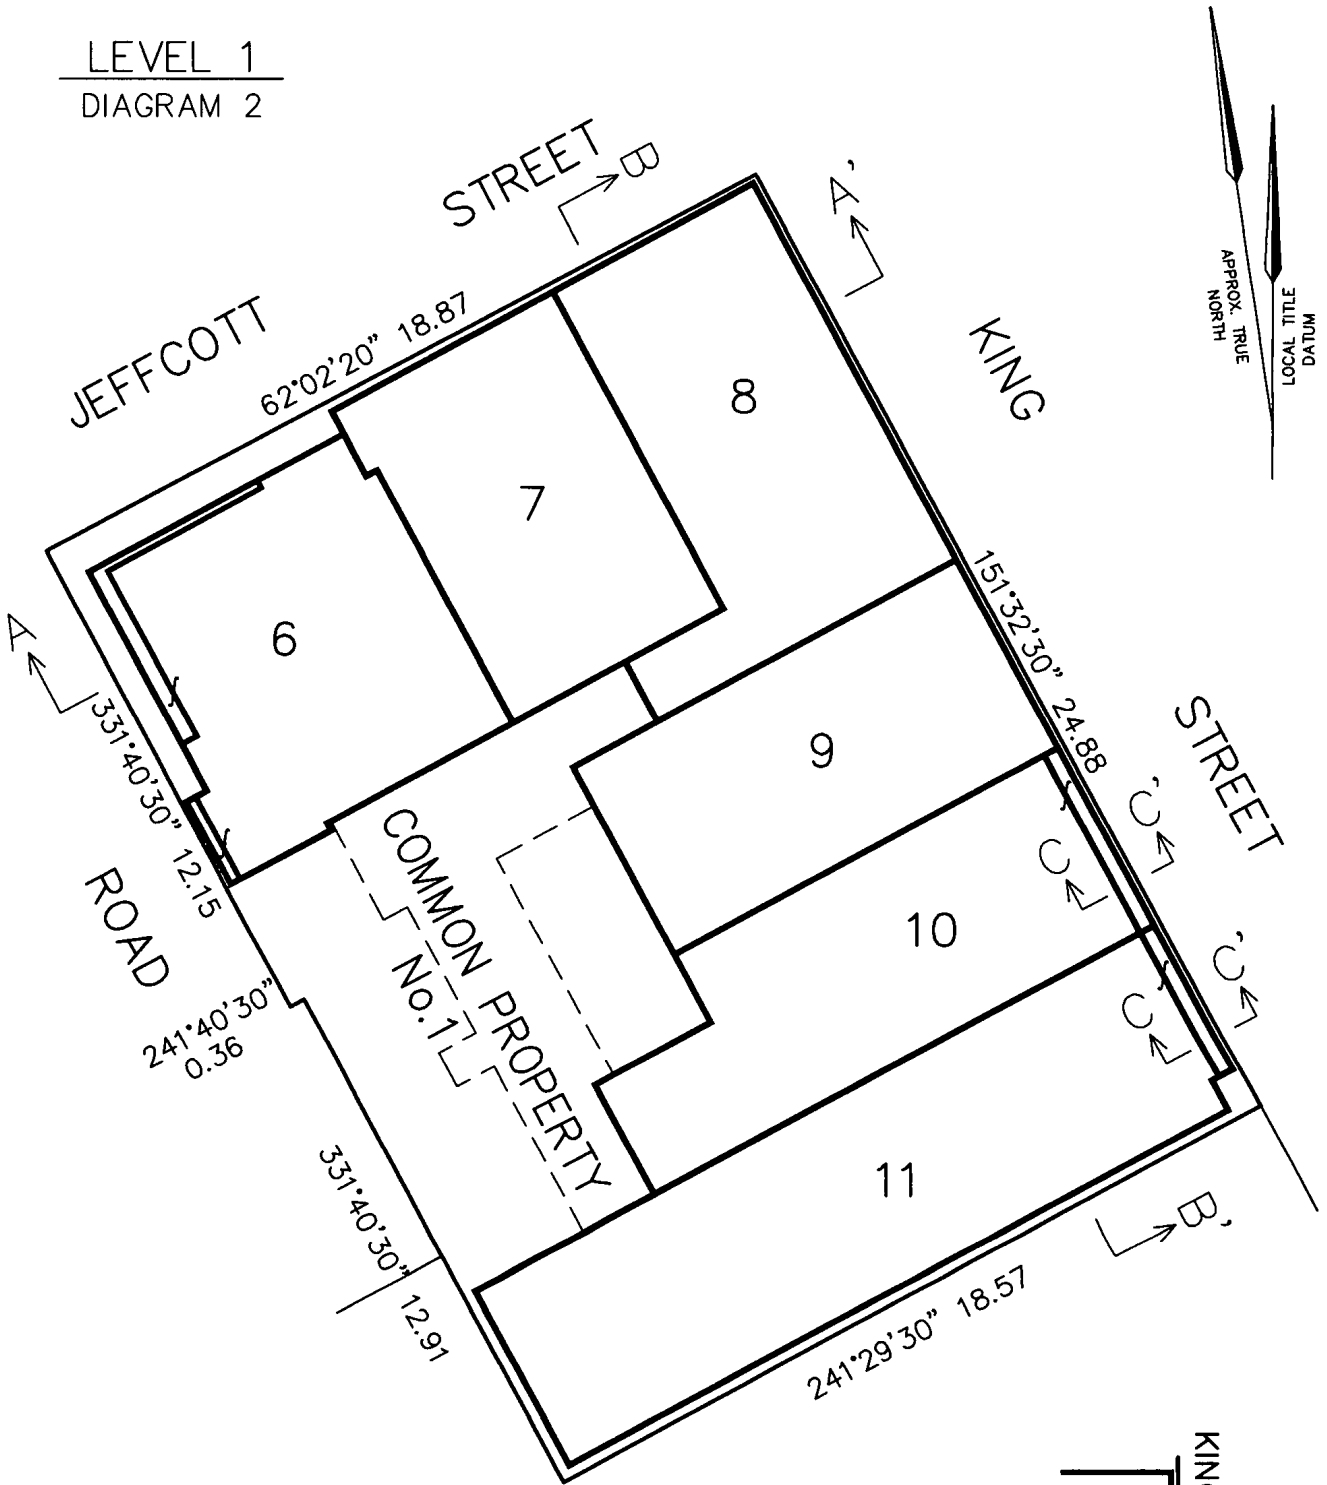 LEVEL 1
DIAGRAM 2
JEFFCOTT STREET
62°02'20" 18.87
B
A'
KING STREET
APPROX. TRUE
NORTH
LOCAL TITLE
DATUM
8
7
6
A
331°40'30" 12.15
ROAD
241°40'30"
0.36
COMMON PROPERTY
No.1
9
151°32'30" 24.88
C'
C
10
C'
C
11
331°40'30" 12.91
B'
241°29'30" 18.57